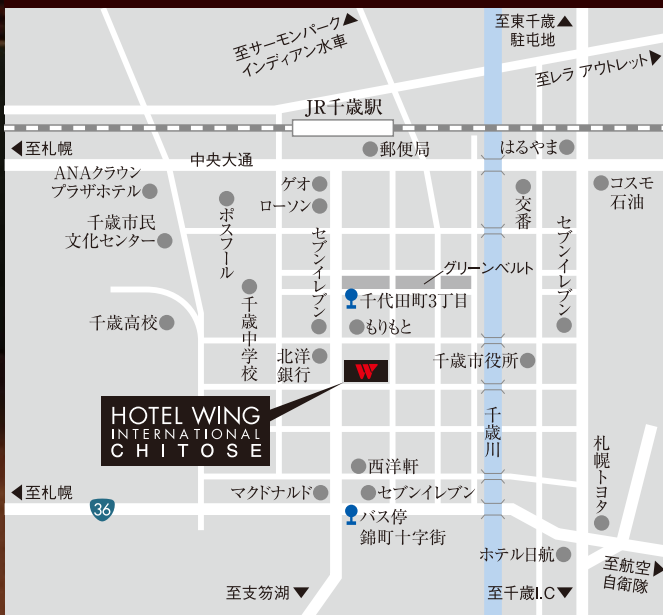 至サーモンパーク
インディアン水車
至東千歳
駐屯地
至レラ アウトレット
JR千歳駅
至札幌
中央大通
郵便局
はるやま
ANAクラウン
プラザホテル
ゲオ
ローソン
ポスフール
交番
コスモ
石油
千歳市民
文化センター
セブンイレブン
セブンイレブン
グリーンベルト
千歳中学校
千代田町3丁目
千歳高校
もりもと
北洋
銀行
千歳市役所
W
HOTEL WING
INTERNATIONAL
CHITOSE
千歳川
札幌トヨタ
西洋軒
至札幌
36
マクドナルド
セブンイレブン
バス停
錦町十字街
ホテル日航
至航空
自衛隊
至支笏湖
至千歳I.C